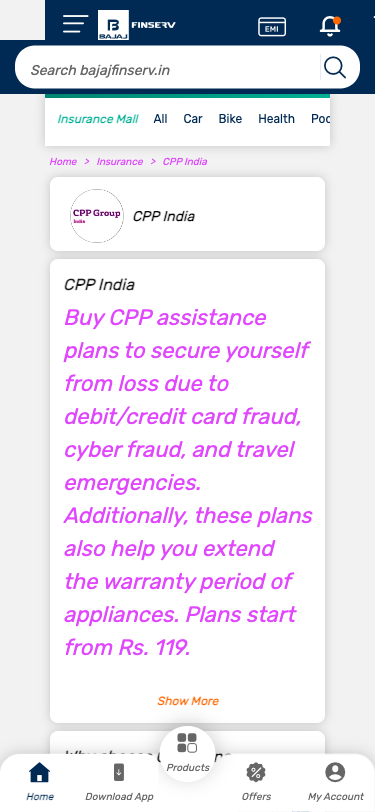 B
BAJAJ
FINSERV
EMI
Search bajajfinserv.in
Insurance Mall All Car Bike Health
Home > Insurance > CPP India
CPP Group
India
CPP India
CPP India
Buy CPP assistance
plans to secure yourself
from loss due to
debit/credit card fraud,
cyber fraud, and travel
emergencies.
Additionally, these plans
also help you extend
the warranty period of
appliances. Plans start
from Rs. 119.
Show More
Products
Home Download App Offers My Account